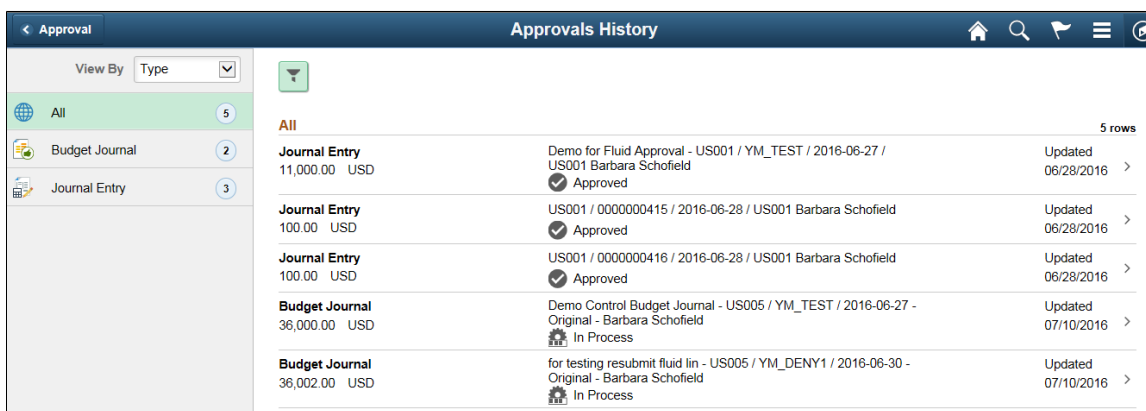 Approval
Approvals History
View By Type
All 5
Budget Journal 2
Journal Entry 3
All
5 rows
Journal Entry
11,000.00 USD
Demo for Fluid Approval - US001 / YM_TEST / 2016-06-27 /
US001 Barbara Schofield
Approved
Updated
06/28/2016
Journal Entry
100.00 USD
US001 / 0000000415 / 2016-06-28 / US001 Barbara Schofield
Approved
Updated
06/28/2016
Journal Entry
100.00 USD
US001 / 0000000416 / 2016-06-28 / US001 Barbara Schofield
Approved
Updated
06/28/2016
Budget Journal
36,000.00 USD
Demo Control Budget Journal - US005 / YM_TEST / 2016-06-27 -
Original - Barbara Schofield
In Process
Updated
07/10/2016
Budget Journal
36,002.00 USD
for testing resubmit fluid lin - US005 / YM_DENY1 / 2016-06-30 -
Original - Barbara Schofield
In Process
Updated
07/10/2016